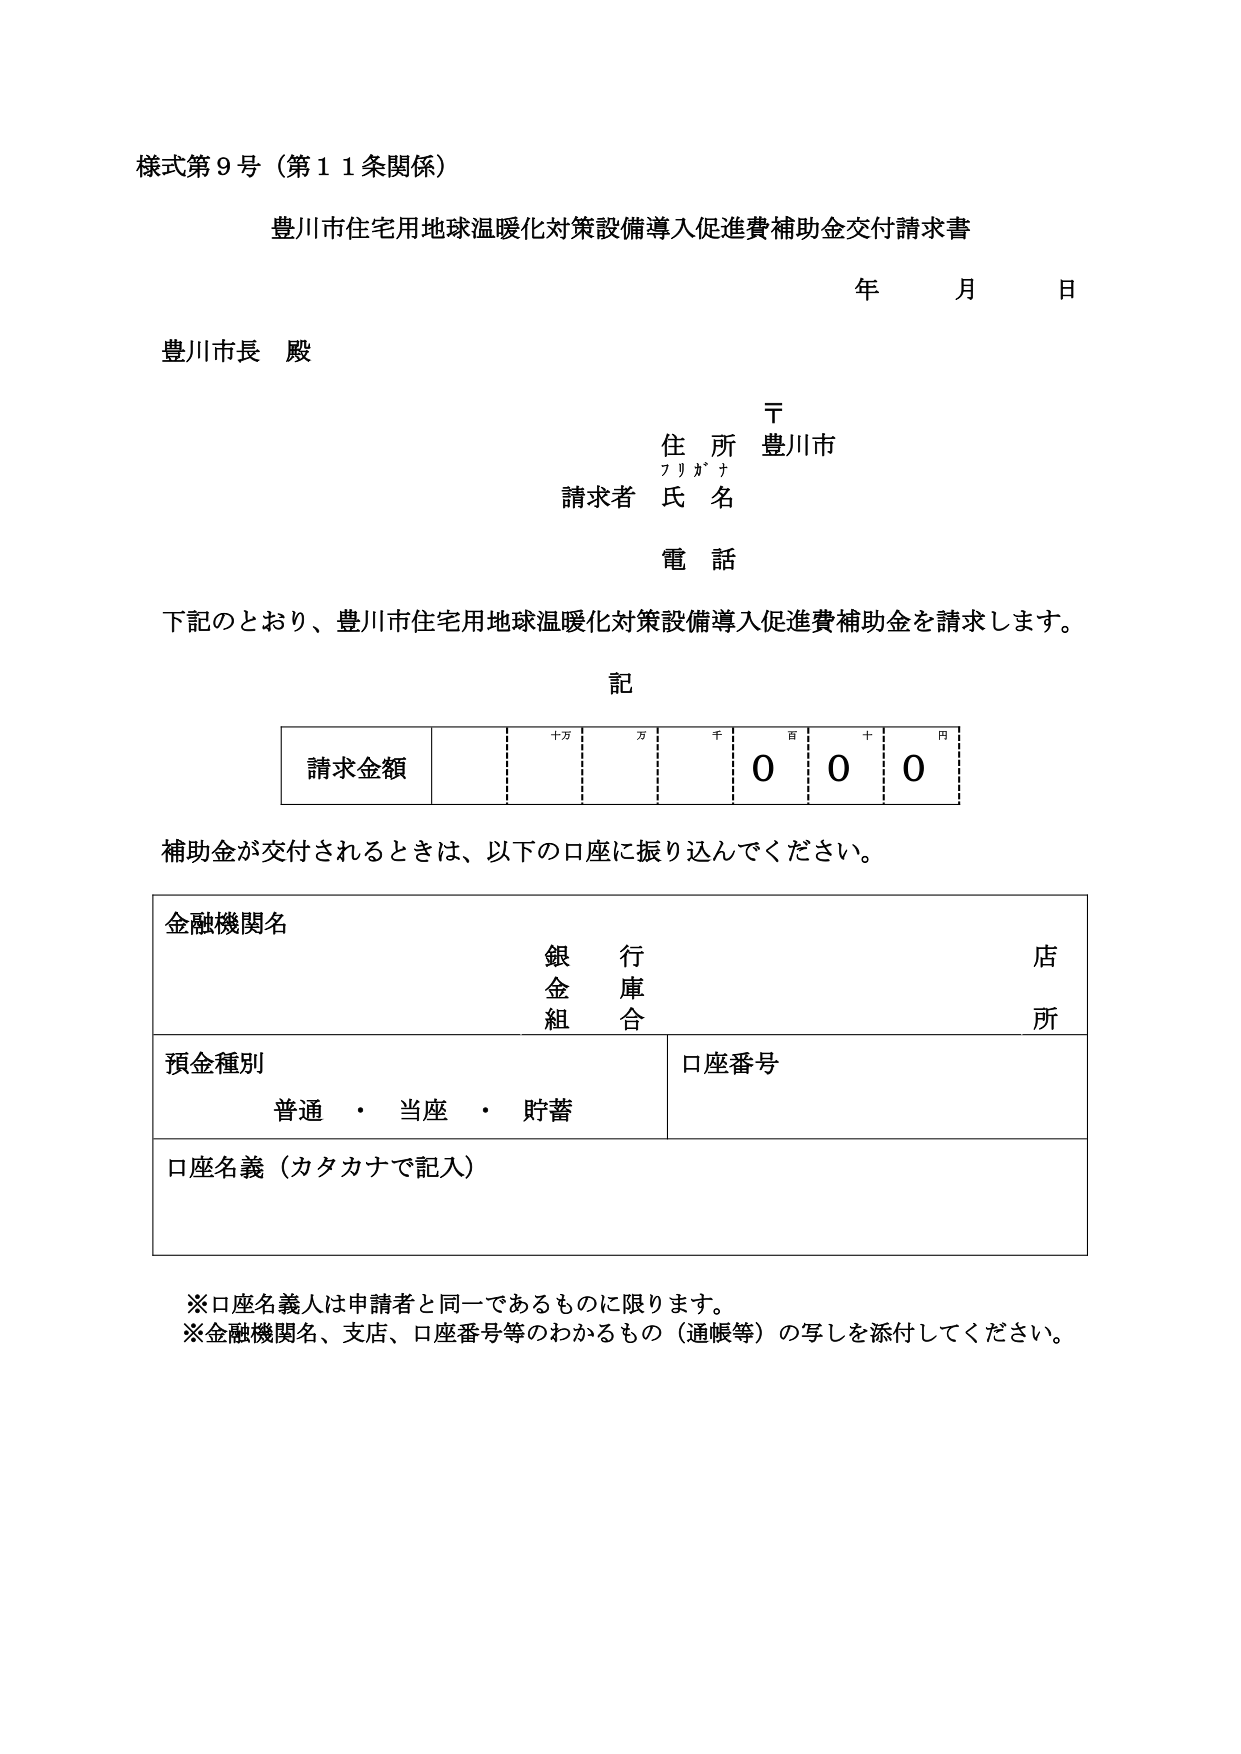 様式第９号（第１１条関係）
豊川市住宅用地球温暖化対策設備導入促進費補助金交付請求書
年　　　月　　　日
豊川市長　殿
〒
住　所　豊川市
ﾌﾘｶﾞﾅ
請求者　氏　名
電　話
下記のとおり、豊川市住宅用地球温暖化対策設備導入促進費補助金を請求します。
記
十万　万　千　百　十　円
請求金額　０　０　０
補助金が交付されるときは、以下の口座に振り込んでください。
金融機関名
銀　　行　　店
金　　庫
組　　合　　所
預金種別　口座番号
普通　・　当座　・　貯蓄
口座名義（カタカナで記入）
※口座名義人は申請者と同一であるものに限ります。
※金融機関名、支店、口座番号等のわかるもの（通帳等）の写しを添付してください。